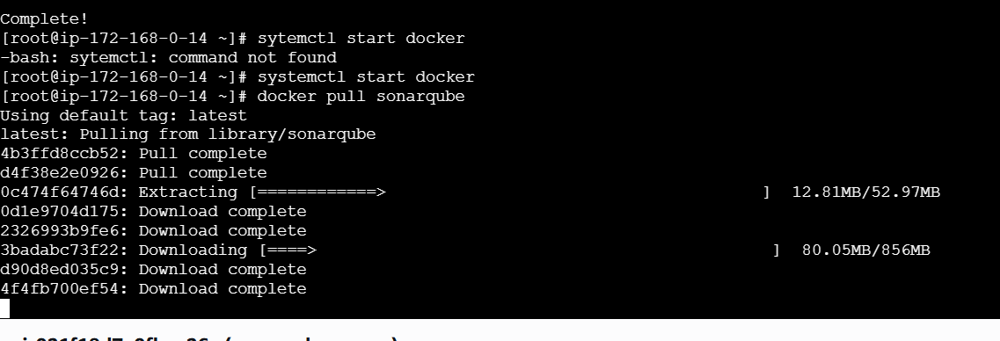 Complete!
[root@ip-172-168-0-14 ~]# sytemctl start docker
-bash: sytemctl: command not found
[root@ip-172-168-0-14 ~]# systemctl start docker
[root@ip-172-168-0-14 ~]# docker pull sonarqube
Using default tag: latest
latest: Pulling from library/sonarqube
4b3ffd8ccb52: Pull complete
d4f38e2e0926: Pull complete
0c474f64746d: Extracting [============>                                      ]  12.81MB/52.97MB
0d1e9704d175: Download complete
2326993b9fe6: Download complete
3badabc73f22: Downloading [====>                                              ]  80.05MB/856MB
d90d8ed035c9: Download complete
4f4fb700ef54: Download complete